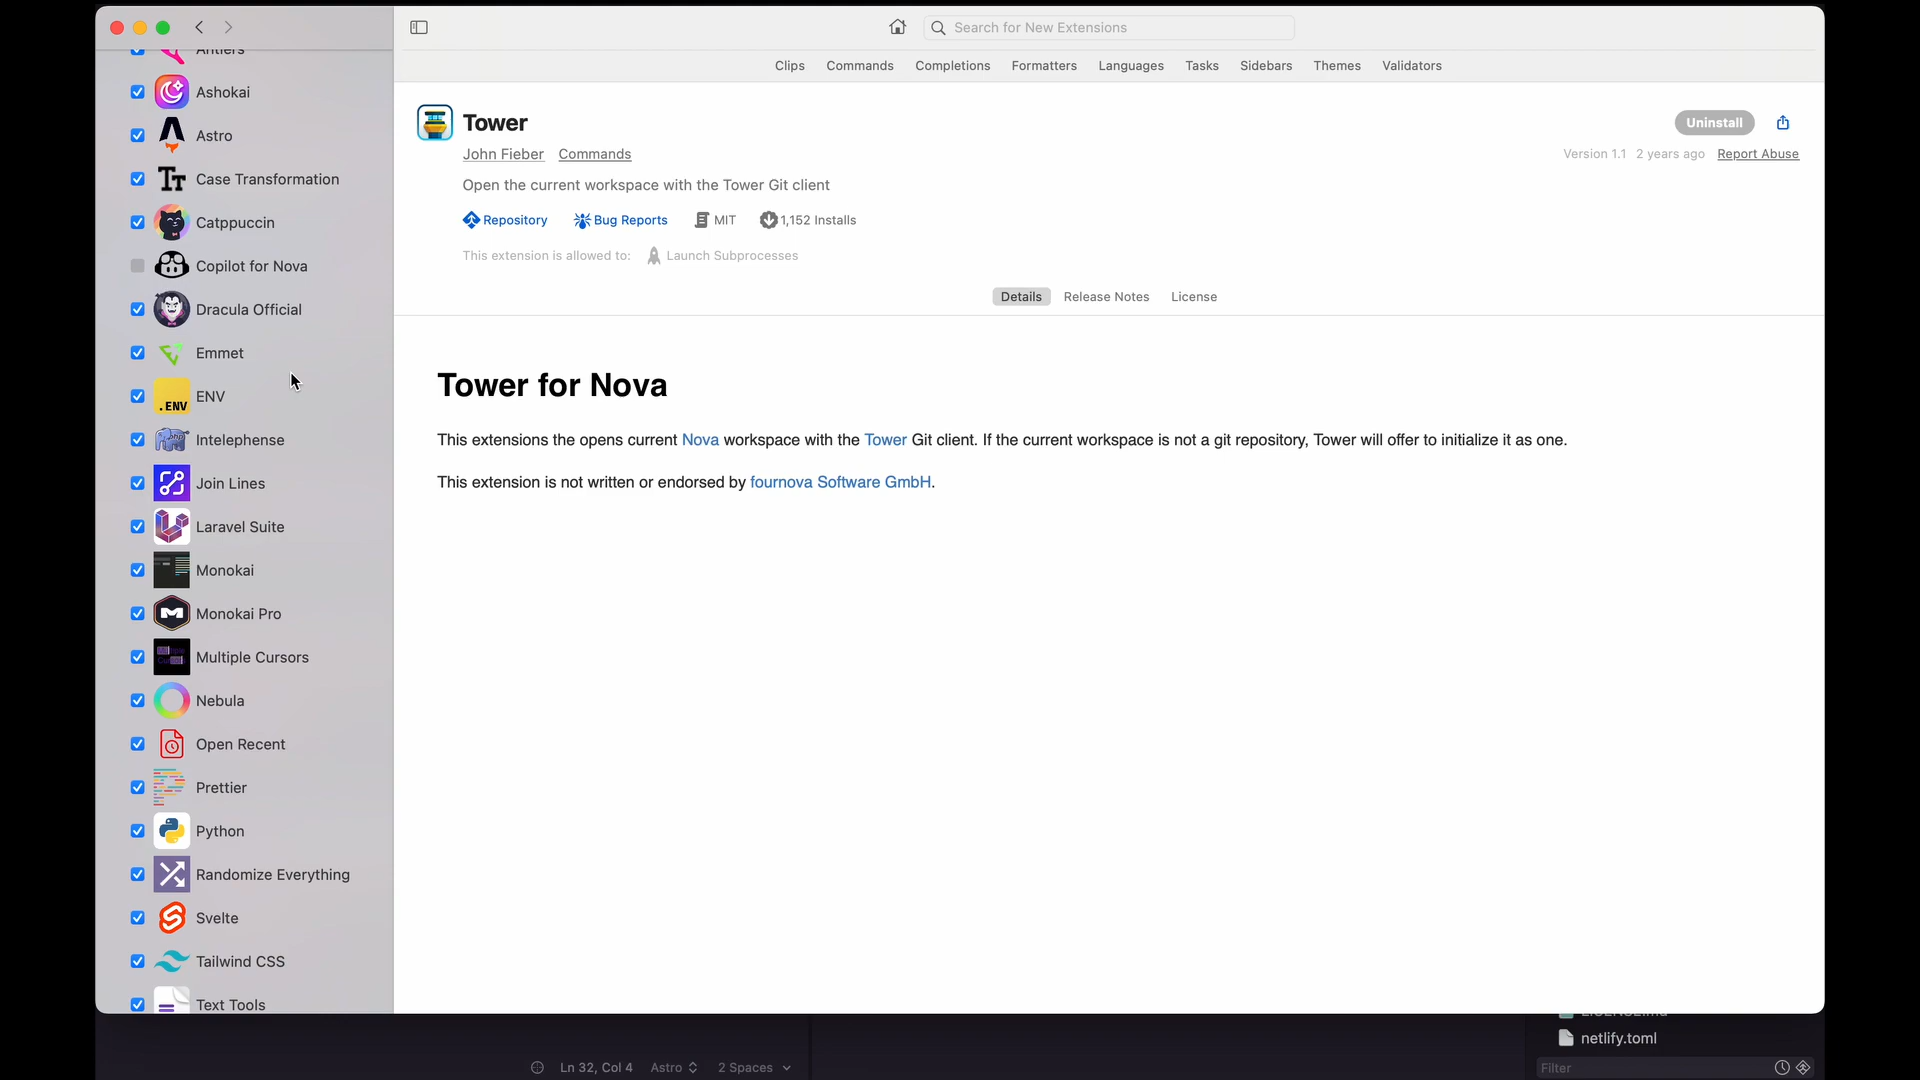 Search for New Extensions
Clips Commands Completions Formatters Languages Tasks Sidebars Themes Validators
Antlers
Ashokai
Astro
Case Transformation
Catppuccin
Copilot for Nova
Dracula Official
Emmet
.ENV ENV
php Intelephense
Join Lines
Laravel Suite
Monokai
Monokai Pro
Multiple Cursors
Nebula
Open Recent
Prettier
Python
Randomize Everything
Svelte
Tailwind CSS
Text Tools
Tower
Uninstall
John Fieber Commands
Version 1.1 2 years ago Report Abuse
Open the current workspace with the Tower Git client
Repository Bug Reports MIT 1,152 Installs
This extension is allowed to: Launch Subprocesses
Details Release Notes License
Tower for Nova
This extensions the opens current Nova workspace with the Tower Git client. If the current workspace is not a git repository, Tower will offer to initialize it as one.
This extension is not written or endorsed by fournova Software GmbH.
LICENSE.md
netlify.toml
Ln 32, Col 4 Astro 2 Spaces
Filter